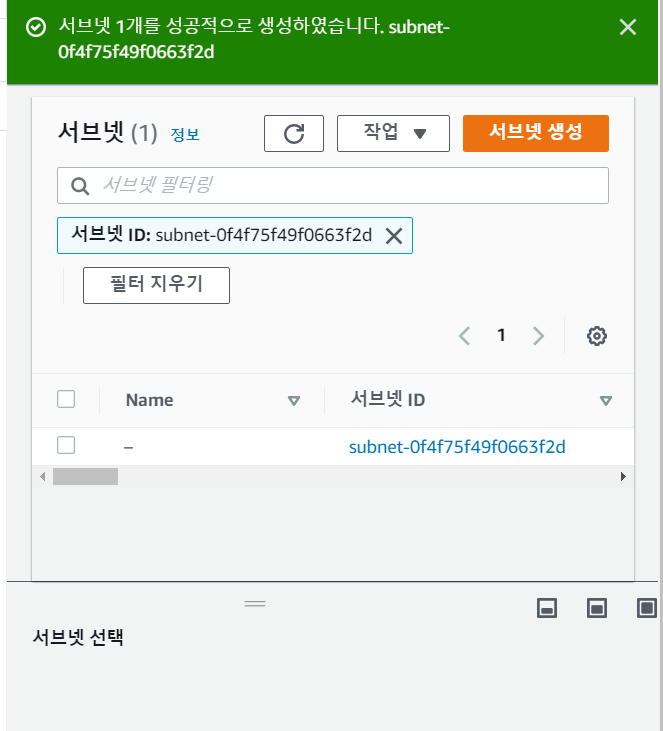 서브넷 1개를 성공적으로 생성하였습니다. subnet-
0f4f75f49f0663f2d
서브넷 (1) 정보
작업
서브넷 생성
서브넷 필터링
서브넷 ID: subnet-0f4f75f49f0663f2d
필터 지우기
1
Name
서브넷 ID
–
subnet-0f4f75f49f0663f2d
서브넷 선택